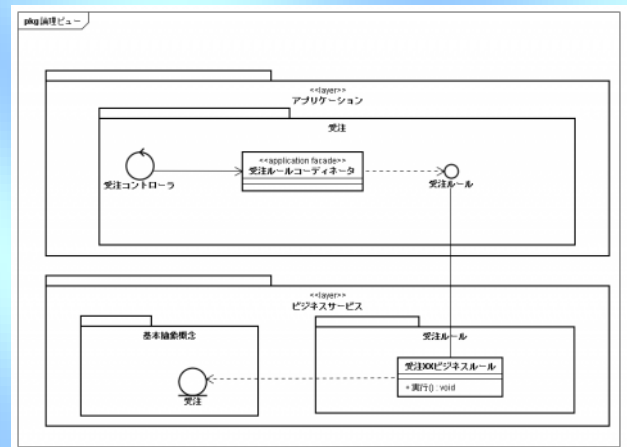 pkg 論理ビュー
<<layer>>
アプリケーション
受注
<<application facade>>
受注ルールコーディネータ
受注コントローラ
受注ルール
<<layer>>
ビジネスサービス
基本抽象概念
受注ルール
受注XXビジネスルール
+ 実行() : void
受注